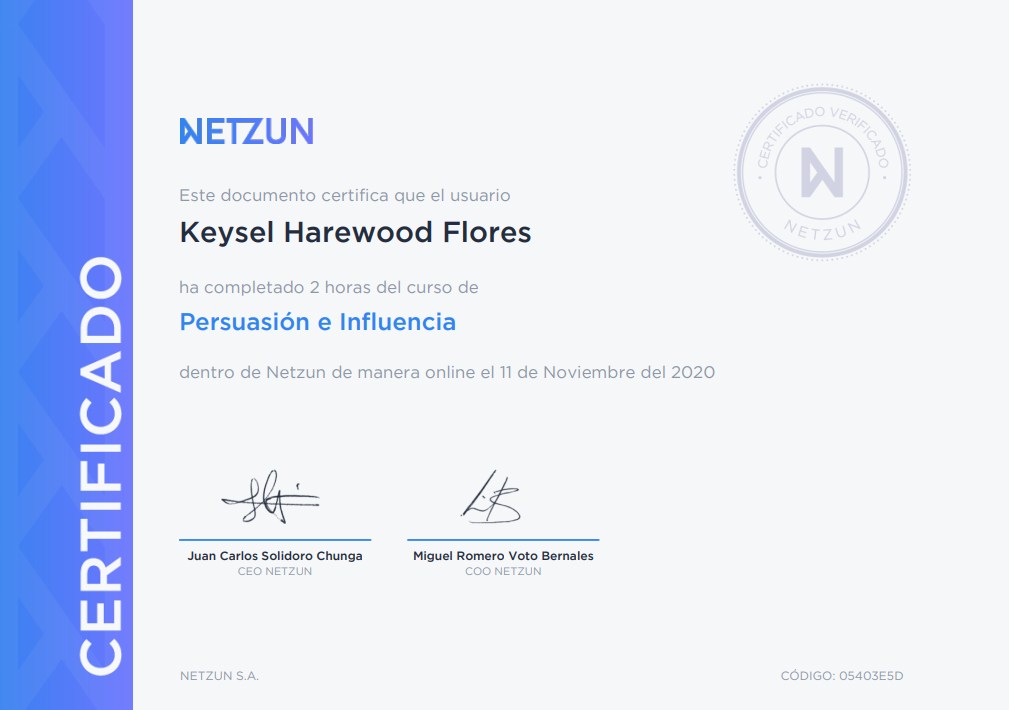 CERTIFICADO
NETZUN
CERTIFICADO VERIFICADO
NETZUN
Este documento certifica que el usuario
Keysel Harewood Flores
ha completado 2 horas del curso de
Persuasión e Influencia
dentro de Netzun de manera online el 11 de Noviembre del 2020
Juan Carlos Solidoro Chunga
CEO NETZUN
Miguel Romero Voto Bernales
COO NETZUN
NETZUN S.A.
CÓDIGO: 05403E5D